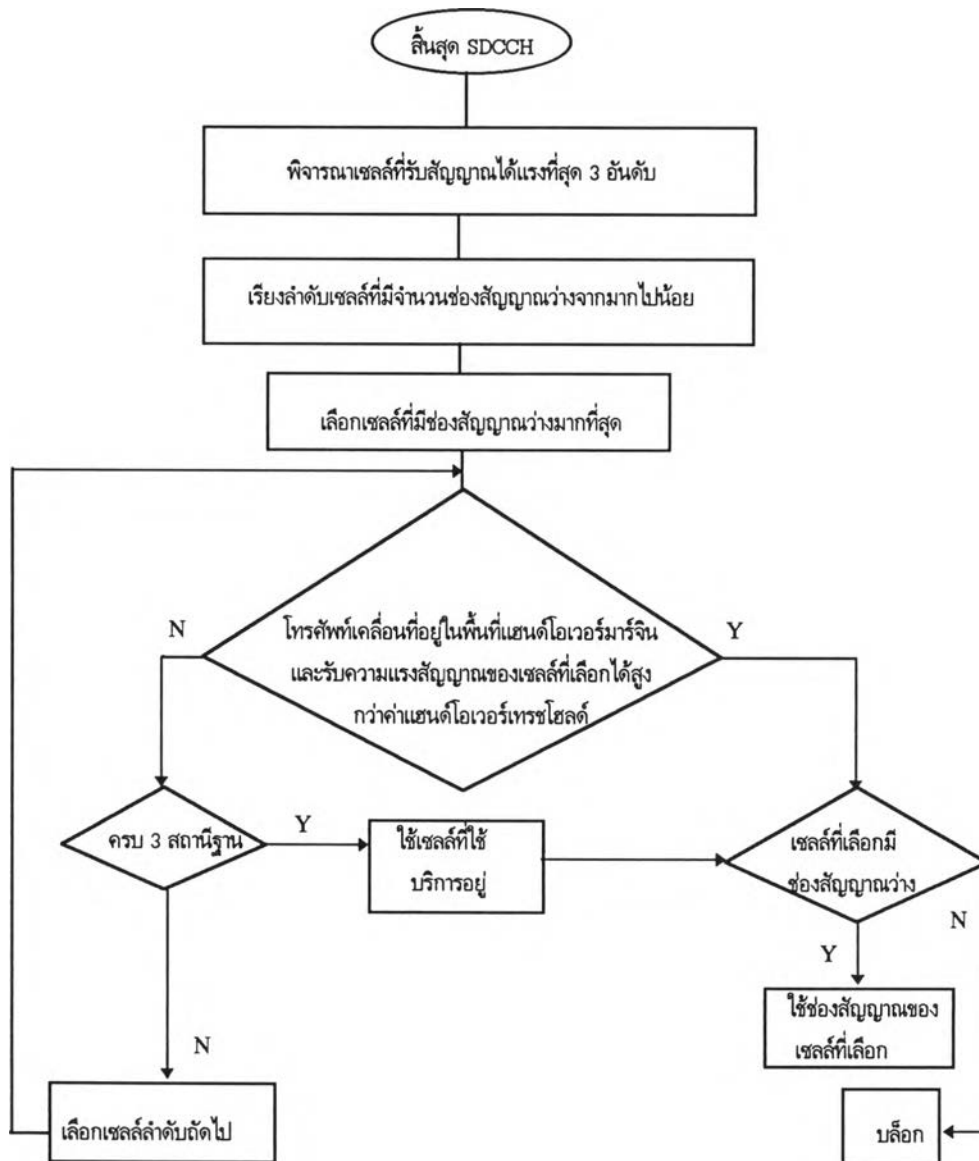 สิ้นสุด SDCCH
พิจารณาเซลล์ที่รับสัญญาณได้แรงที่สุด 3 อันดับ
เรียงลำดับเซลล์ที่มีจำนวนช่องสัญญาณว่างจากมากไปน้อย
เลือกเซลล์ที่มีช่องสัญญาณว่างมากที่สุด
N
Y
โทรศัพท์เคลื่อนที่อยู่ในพื้นที่แฮนด์โอเวอร์มาร์จิน
และรับความแรงสัญญาณของเซลล์ที่เลือกได้สูง
กว่าค่าแฮนด์โอเวอร์เทรชโฮลด์
ครบ 3 สถานีฐาน
Y
ใช้เซลล์ที่ใช้
บริการอยู่
เซลล์ที่เลือกมี
ช่องสัญญาณว่าง
N
Y
ใช้ช่องสัญญาณของ
เซลล์ที่เลือก
N
เลือกเซลล์ลำดับถัดไป
บล็อก